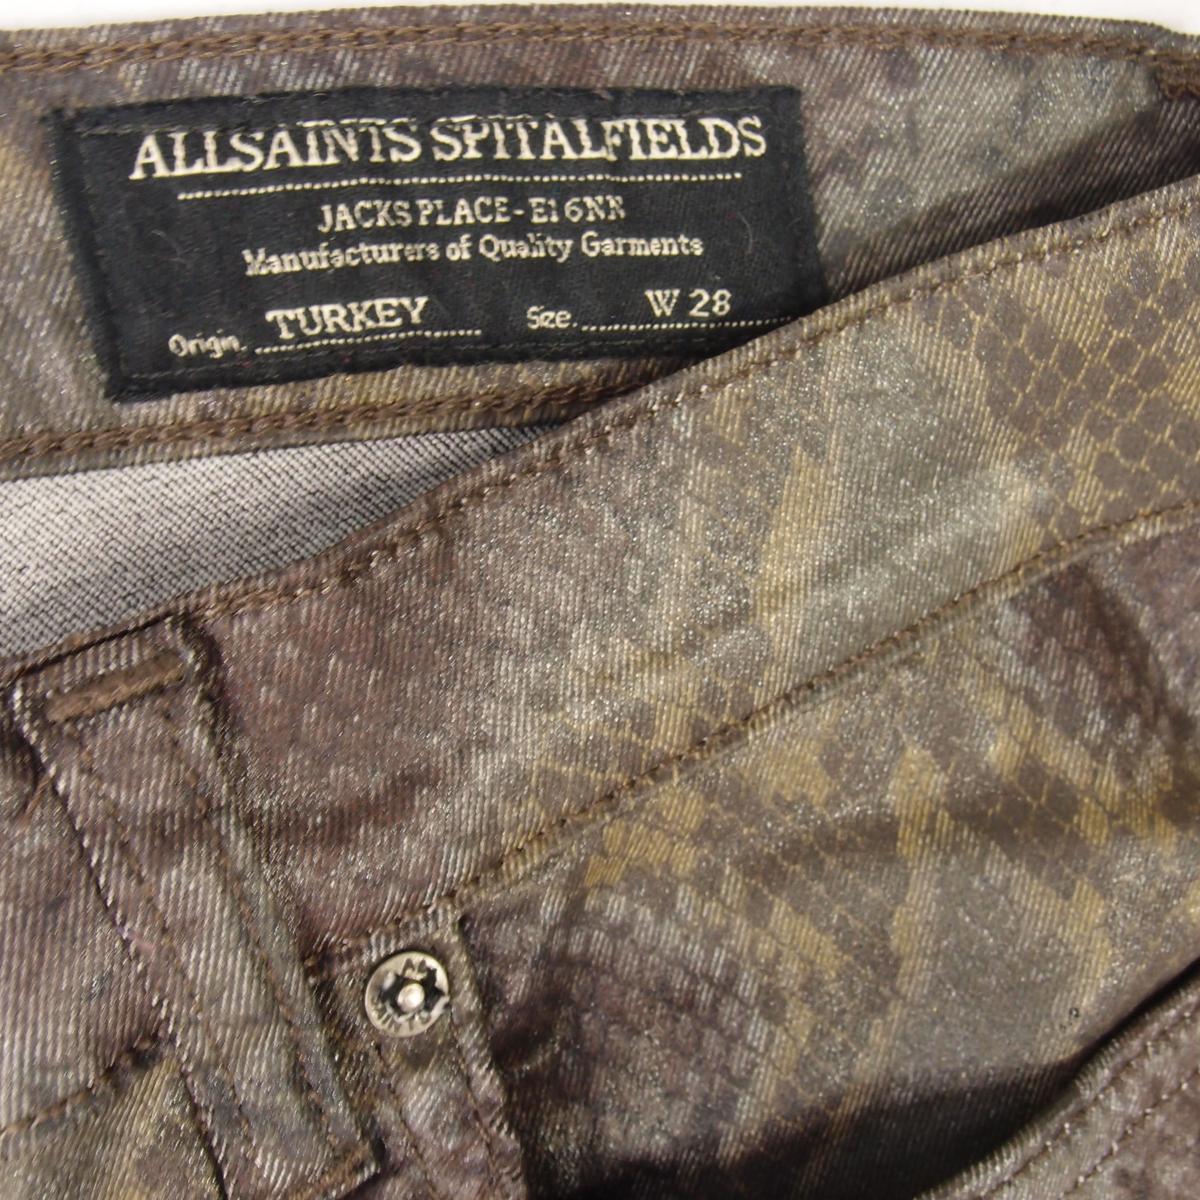 ALLSAINTS SPITALFIELDS
JACKS PLACE - E1 6NN
Manufacturers of Quality Garments
Origin. TURKEY Size. W 28